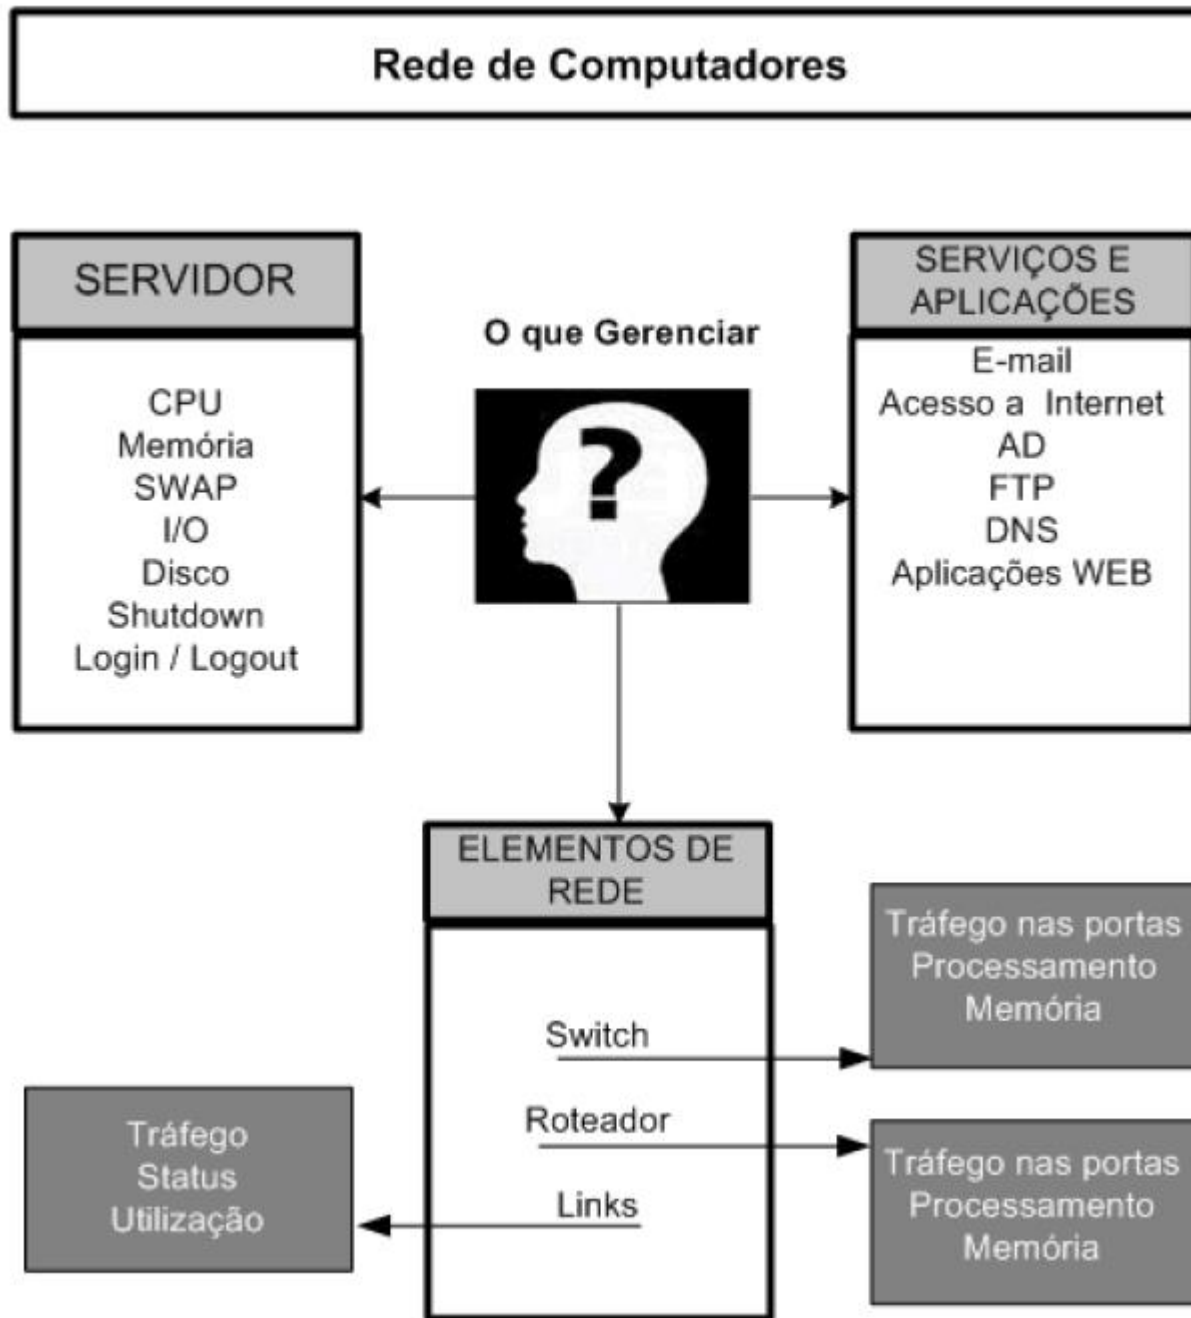 Rede de Computadores
SERVIDOR
CPU
Memória
SWAP
I/O
Disco
Shutdown
Login / Logout
O que Gerenciar
?
SERVIÇOS E
APLICAÇÕES
E-mail
Acesso a Internet
AD
FTP
DNS
Aplicações WEB
ELEMENTOS DE
REDE
Switch
Roteador
Links
Tráfego nas portas
Processamento
Memória
Tráfego nas portas
Processamento
Memória
Tráfego
Status
Utilização